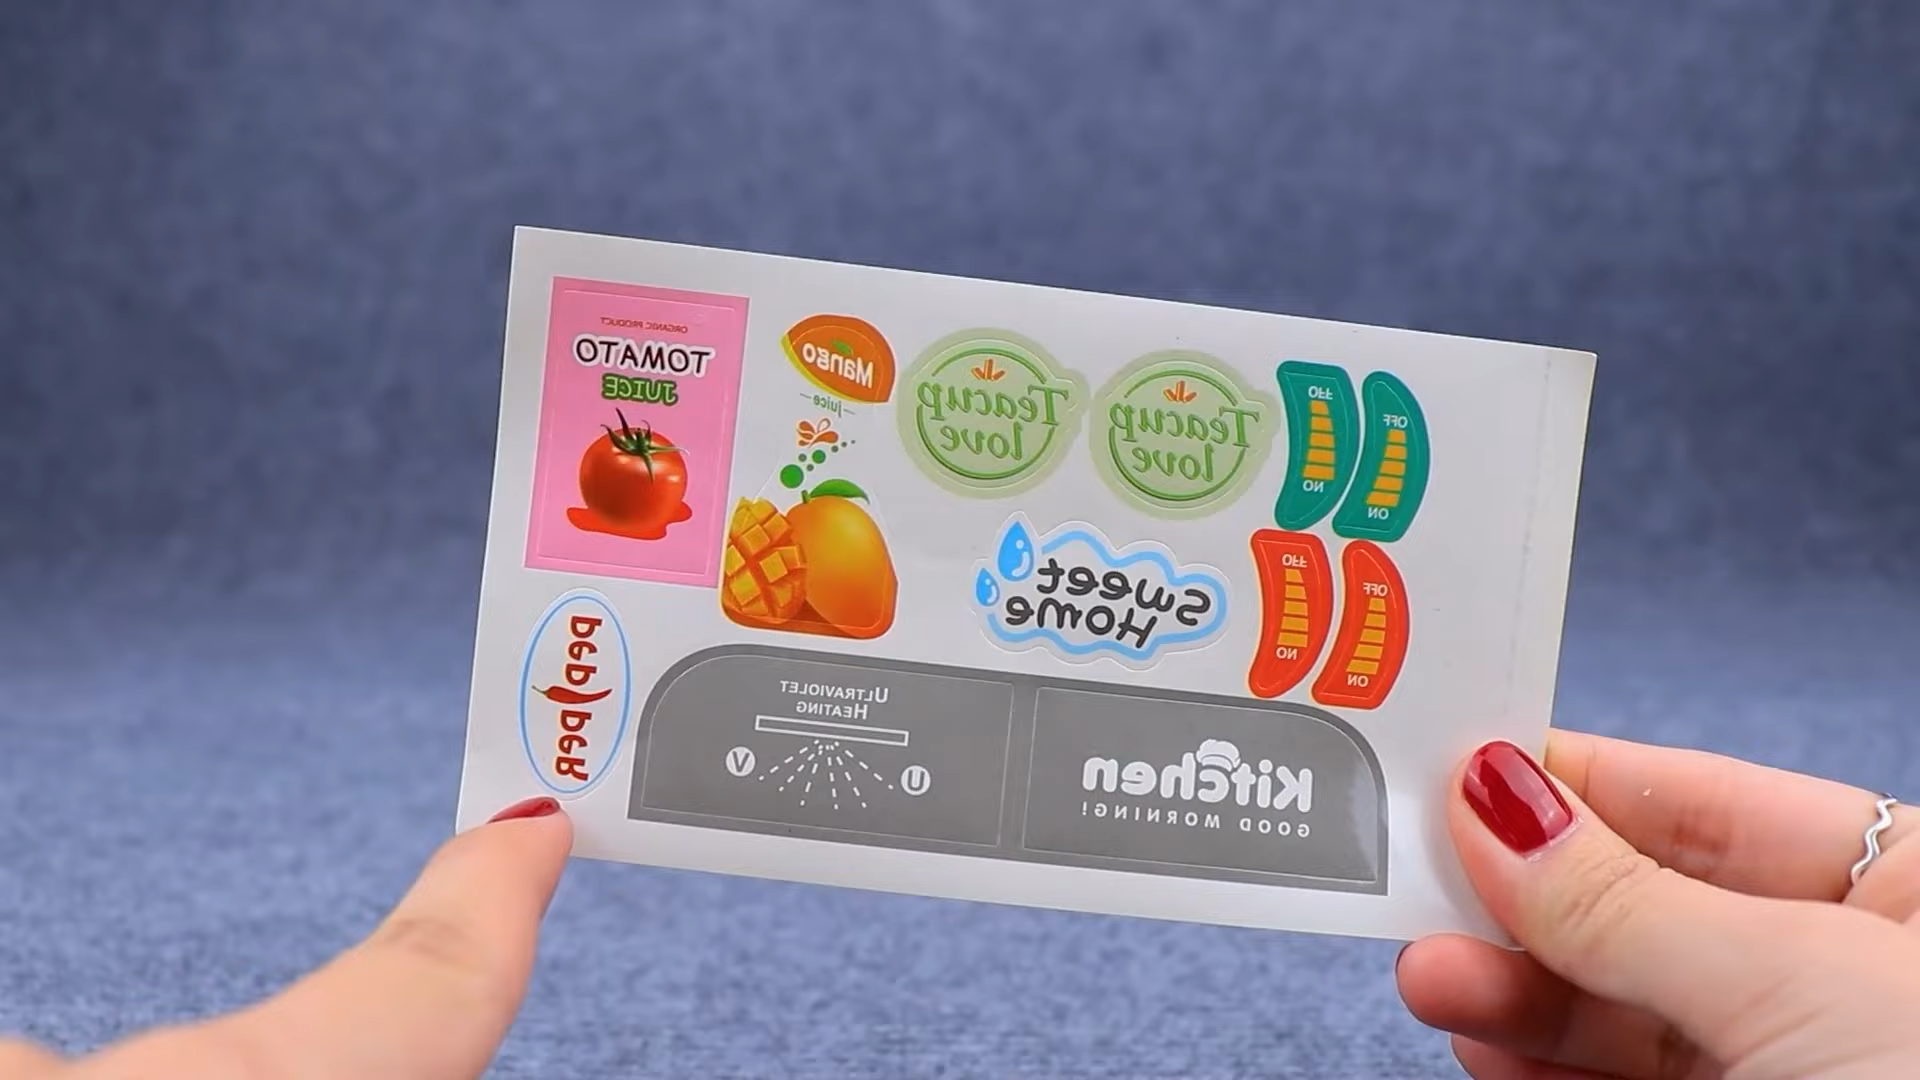 ORGANIC PRODUCT
TOMATO
JUICE
Mango
juice
Teacup
love
Teacup
love
OFF
ON
OFF
ON
Sweet
Home
OFF
ON
OFF
ON
pepper
ULTRAVIOLET
HEATING
U
V
Kitchen
GOOD MORNING!